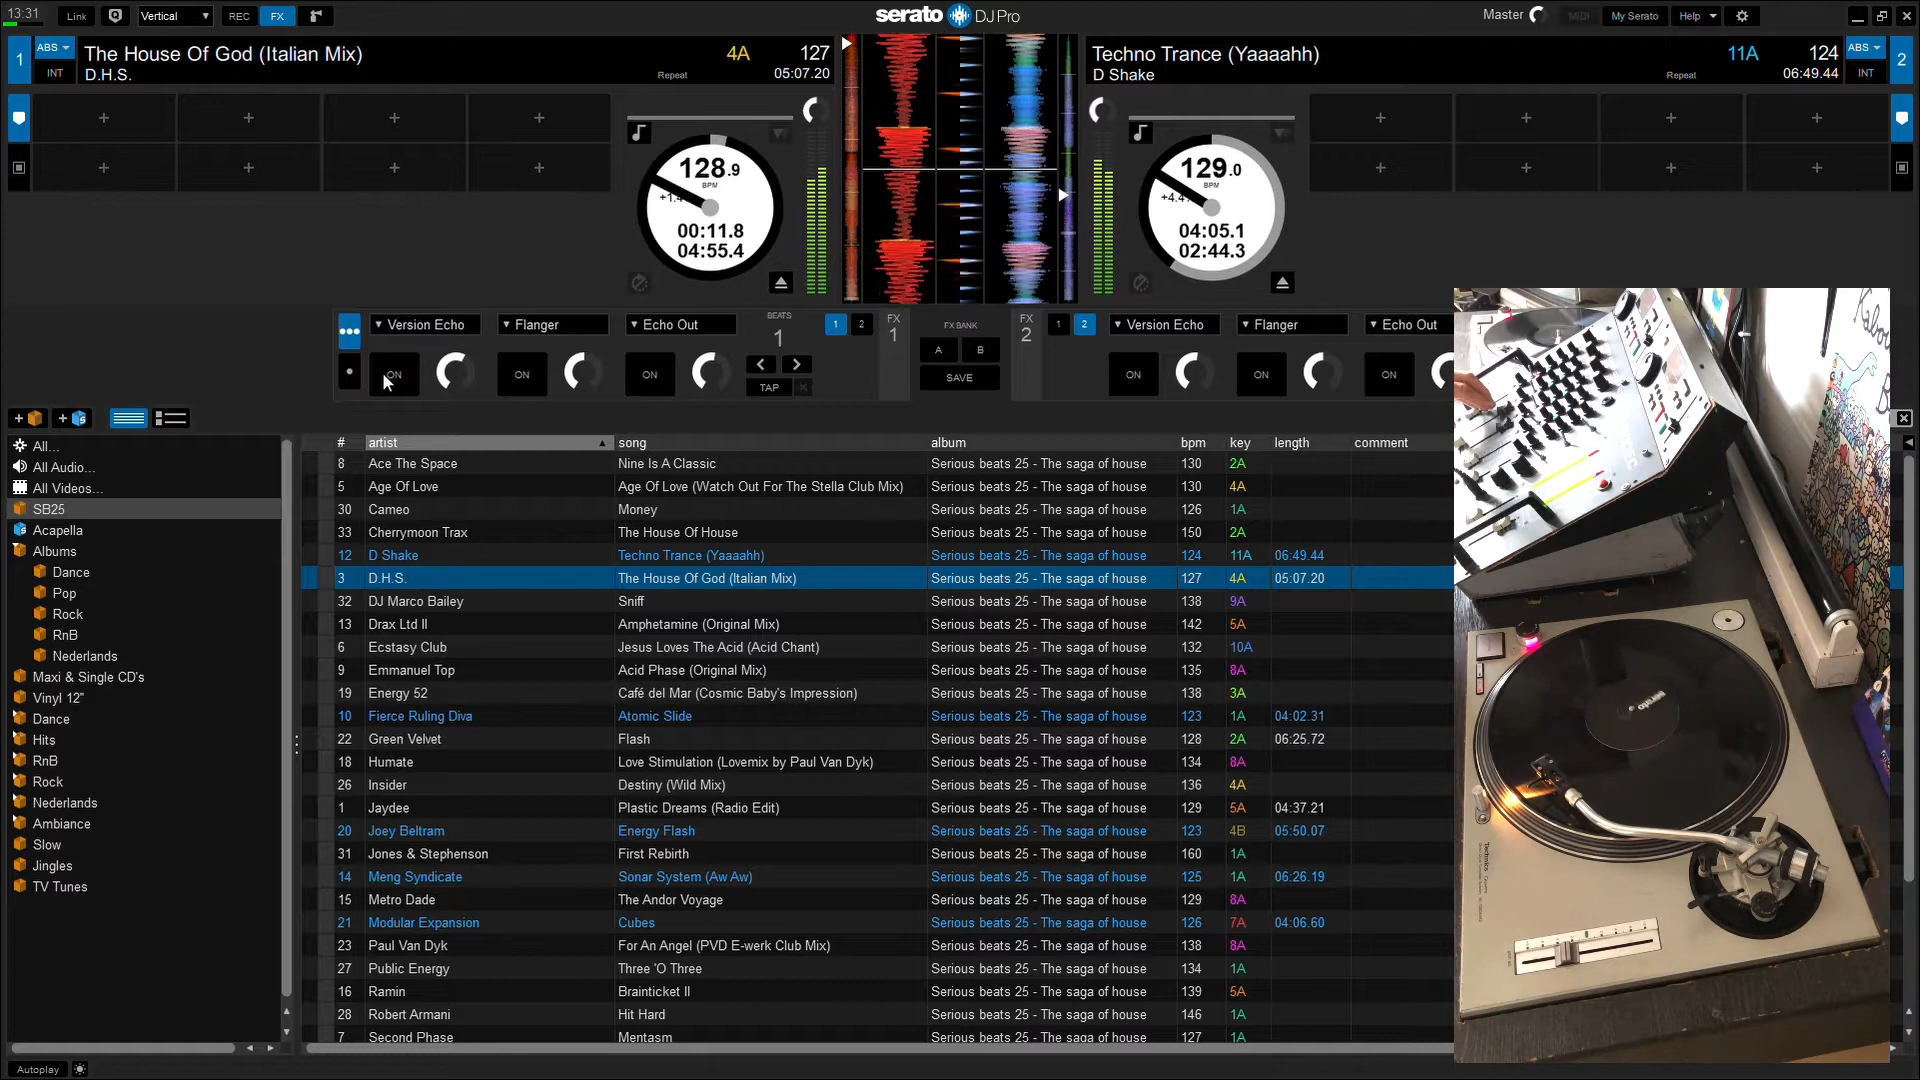 13:31 Link Vertical REC FX serato DJ Pro Master MIDI My Serato Help
1 ABS INT The House Of God (Italian Mix) 4A 127
D.H.S. Repeat 05:07.20
Techno Trance (Yaaaahh) 11A 124 ABS 2
D Shake Repeat 06:49.44 INT
128.9
BPM
00:11.8
04:55.4
129.0
BPM
04:05.1
02:44.3
Version Echo Flanger Echo Out BEATS 1 1 2 FX 1 FX BANK FX 2 1 2 Version Echo Flanger Echo Out
ON ON ON TAP A B SAVE ON ON ON
All...
All Audio...
All Videos...
SB25
Acapella
Albums
Dance
Pop
Rock
RnB
Nederlands
Maxi & Single CD's
Vinyl 12"
Dance
Hits
RnB
Rock
Nederlands
Ambiance
Slow
Jingles
TV Tunes
# artist song album bpm key length comment
8 Ace The Space Nine Is A Classic Serious beats 25 - The saga of house 130 2A
5 Age Of Love Age Of Love (Watch Out For The Stella Club Mix) Serious beats 25 - The saga of house 130 4A
30 Cameo Money Serious beats 25 - The saga of house 126 1A
33 Cherrymoon Trax The House Of House Serious beats 25 - The saga of house 150 2A
12 D Shake Techno Trance (Yaaaahh) Serious beats 25 - The saga of house 124 11A 06:49.44
3 D.H.S. The House Of God (Italian Mix) Serious beats 25 - The saga of house 127 4A 05:07.20
32 DJ Marco Bailey Sniff Serious beats 25 - The saga of house 138 9A
13 Drax Ltd II Amphetamine (Original Mix) Serious beats 25 - The saga of house 142 5A
6 Ecstasy Club Jesus Loves The Acid (Acid Chant) Serious beats 25 - The saga of house 132 10A
9 Emmanuel Top Acid Phase (Original Mix) Serious beats 25 - The saga of house 135 8A
19 Energy 52 Café del Mar (Cosmic Baby's Impression) Serious beats 25 - The saga of house 138 3A
10 Fierce Ruling Diva Atomic Slide Serious beats 25 - The saga of house 123 1A 04:02.31
22 Green Velvet Flash Serious beats 25 - The saga of house 128 2A 06:25.72
18 Humate Love Stimulation (Lovemix by Paul Van Dyk) Serious beats 25 - The saga of house 134 8A
26 Insider Destiny (Wild Mix) Serious beats 25 - The saga of house 136 4A
1 Jaydee Plastic Dreams (Radio Edit) Serious beats 25 - The saga of house 129 5A 04:37.21
20 Joey Beltram Energy Flash Serious beats 25 - The saga of house 123 4B 05:50.07
31 Jones & Stephenson First Rebirth Serious beats 25 - The saga of house 160 1A
14 Meng Syndicate Sonar System (Aw Aw) Serious beats 25 - The saga of house 125 1A 06:26.19
15 Metro Dade The Andor Voyage Serious beats 25 - The saga of house 129 8A
21 Modular Expansion Cubes Serious beats 25 - The saga of house 126 7A 04:06.60
23 Paul Van Dyk For An Angel (PVD E-werk Club Mix) Serious beats 25 - The saga of house 138 8A
27 Public Energy Three 'O Three Serious beats 25 - The saga of house 134 1A
16 Ramin Brainticket II Serious beats 25 - The saga of house 139 5A
28 Robert Armani Hit Hard Serious beats 25 - The saga of house 146 1A
7 Second Phase Mentasm Serious beats 25 - The saga of house 127 1A
Technics
Autoplay